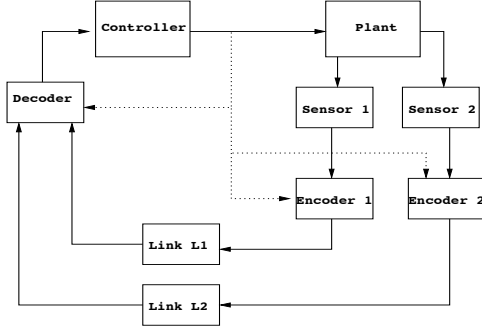 Controller
Plant
Decoder
Sensor 1
Sensor 2
Encoder 1
Encoder 2
Link L1
Link L2